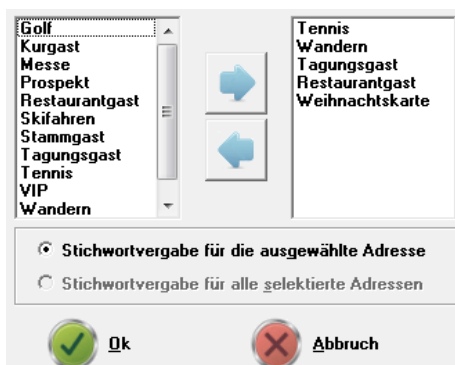 Golf
Kurgast
Messe
Prospekt
Restaurantgast
Skifahren
Stammgast
Tagungsgast
Tennis
VIP
Wandern
Tennis
Wandern
Tagungsgast
Restaurantgast
Weihnachtskarte
Stichwortvergabe für die ausgewählte Adresse
Stichwortvergabe für alle selektierte Adressen
Ok
Abbruch